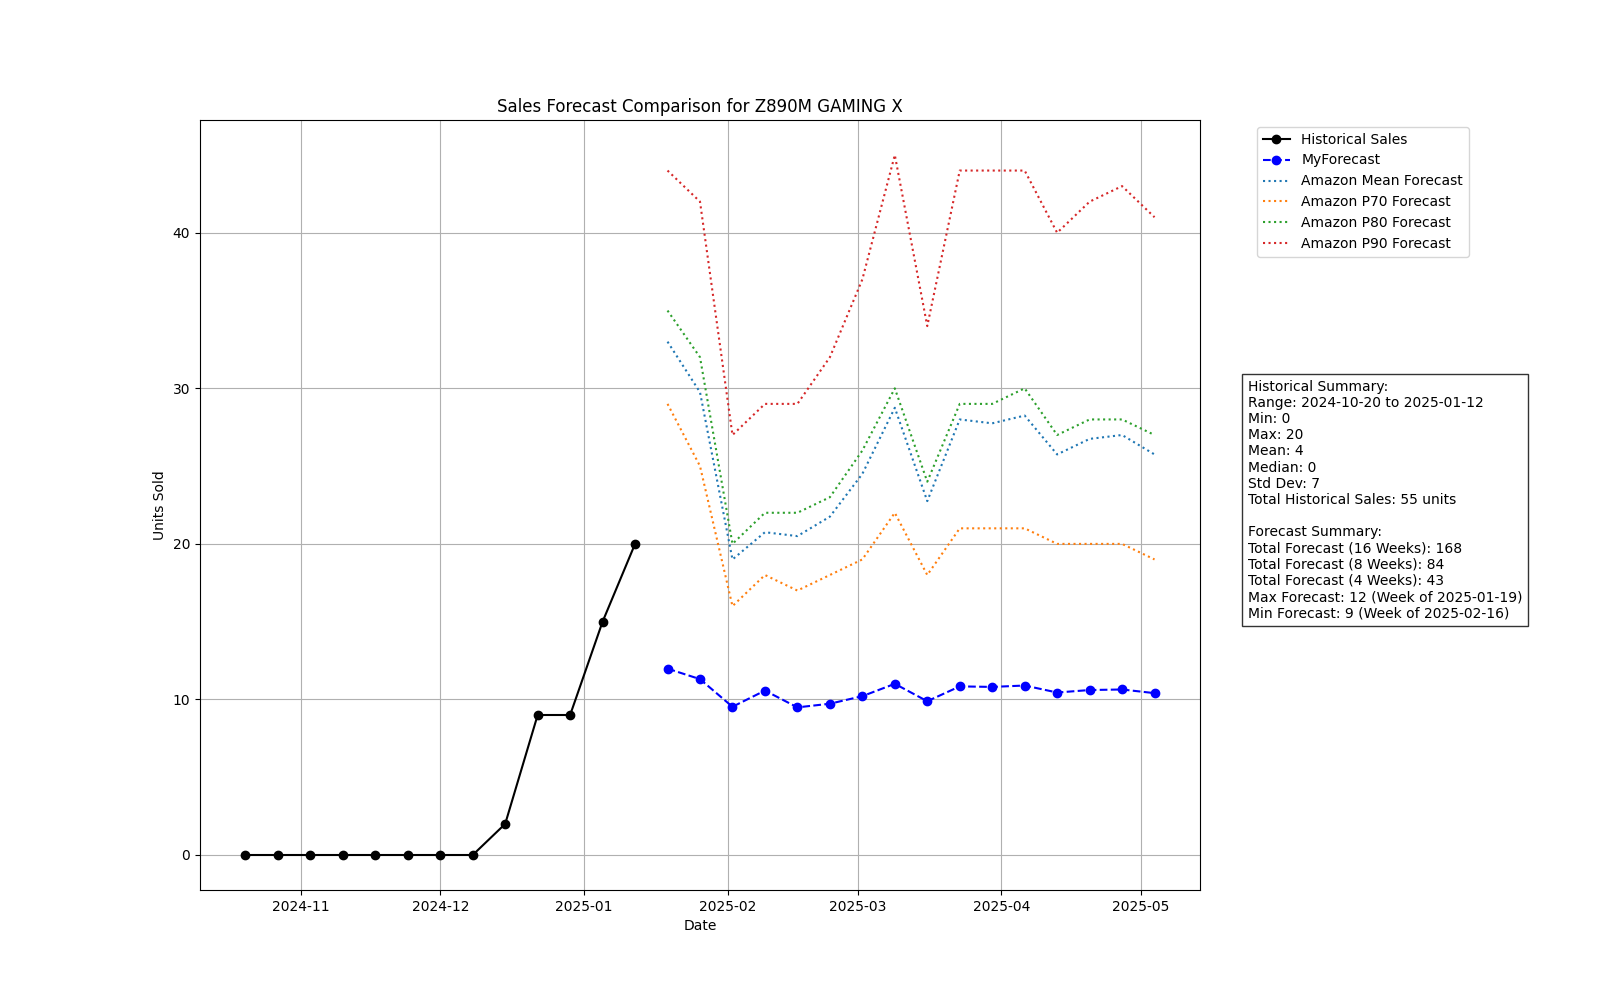 Sales Forecast Comparison for Z890M GAMING X
Units Sold
40
30
20
10
0
2024-11
2024-12
2025-01
2025-02
2025-03
2025-04
2025-05
Date
Historical Sales
MyForecast
Amazon Mean Forecast
Amazon P70 Forecast
Amazon P80 Forecast
Amazon P90 Forecast
Historical Summary:
Range: 2024-10-20 to 2025-01-12
Min: 0
Max: 20
Mean: 4
Median: 0
Std Dev: 7
Total Historical Sales: 55 units
Forecast Summary:
Total Forecast (16 Weeks): 168
Total Forecast (8 Weeks): 84
Total Forecast (4 Weeks): 43
Max Forecast: 12 (Week of 2025-01-19)
Min Forecast: 9 (Week of 2025-02-16)